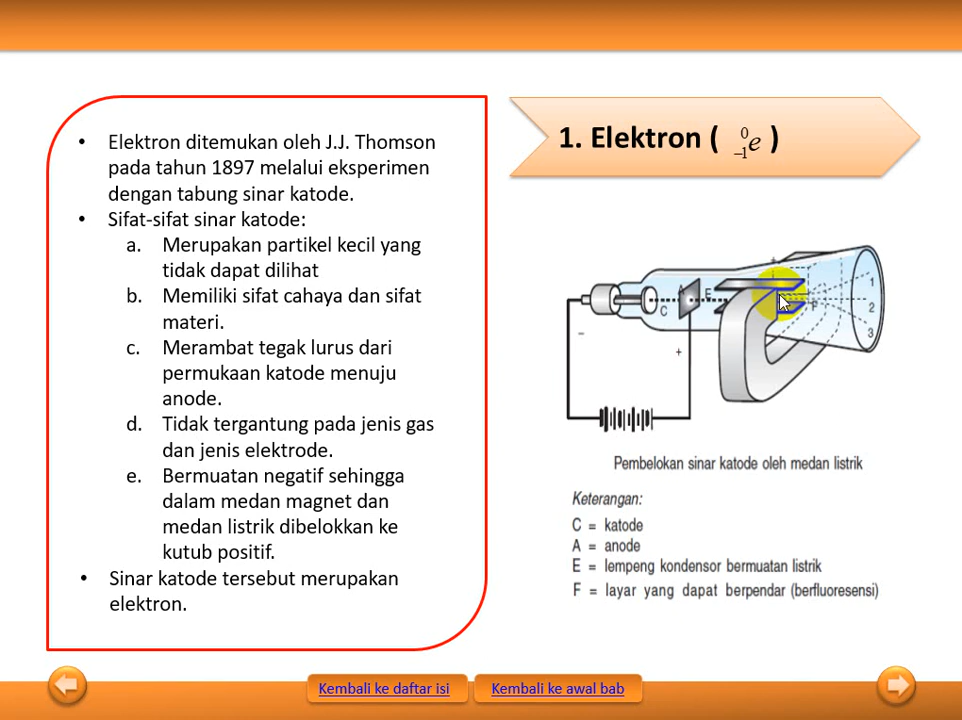 • Elektron ditemukan oleh J.J. Thomson
pada tahun 1897 melalui eksperimen
dengan tabung sinar katode.
• Sifat-sifat sinar katode:
a. Merupakan partikel kecil yang
tidak dapat dilihat
b. Memiliki sifat cahaya dan sifat
materi.
c. Merambat tegak lurus dari
permukaan katode menuju
anode.
d. Tidak tergantung pada jenis gas
dan jenis elektrode.
e. Bermuatan negatif sehingga
dalam medan magnet dan
medan listrik dibelokkan ke
kutub positif.
• Sinar katode tersebut merupakan
elektron.
1. Elektron ( ⁰₋₁e )
C
A
E
F
1
2
3
−
+
Pembelokan sinar katode oleh medan listrik
Keterangan:
C = katode
A = anode
E = lempeng kondensor bermuatan listrik
F = layar yang dapat berpendar (berfluoresensi)
Kembali ke daftar isi
Kembali ke awal bab